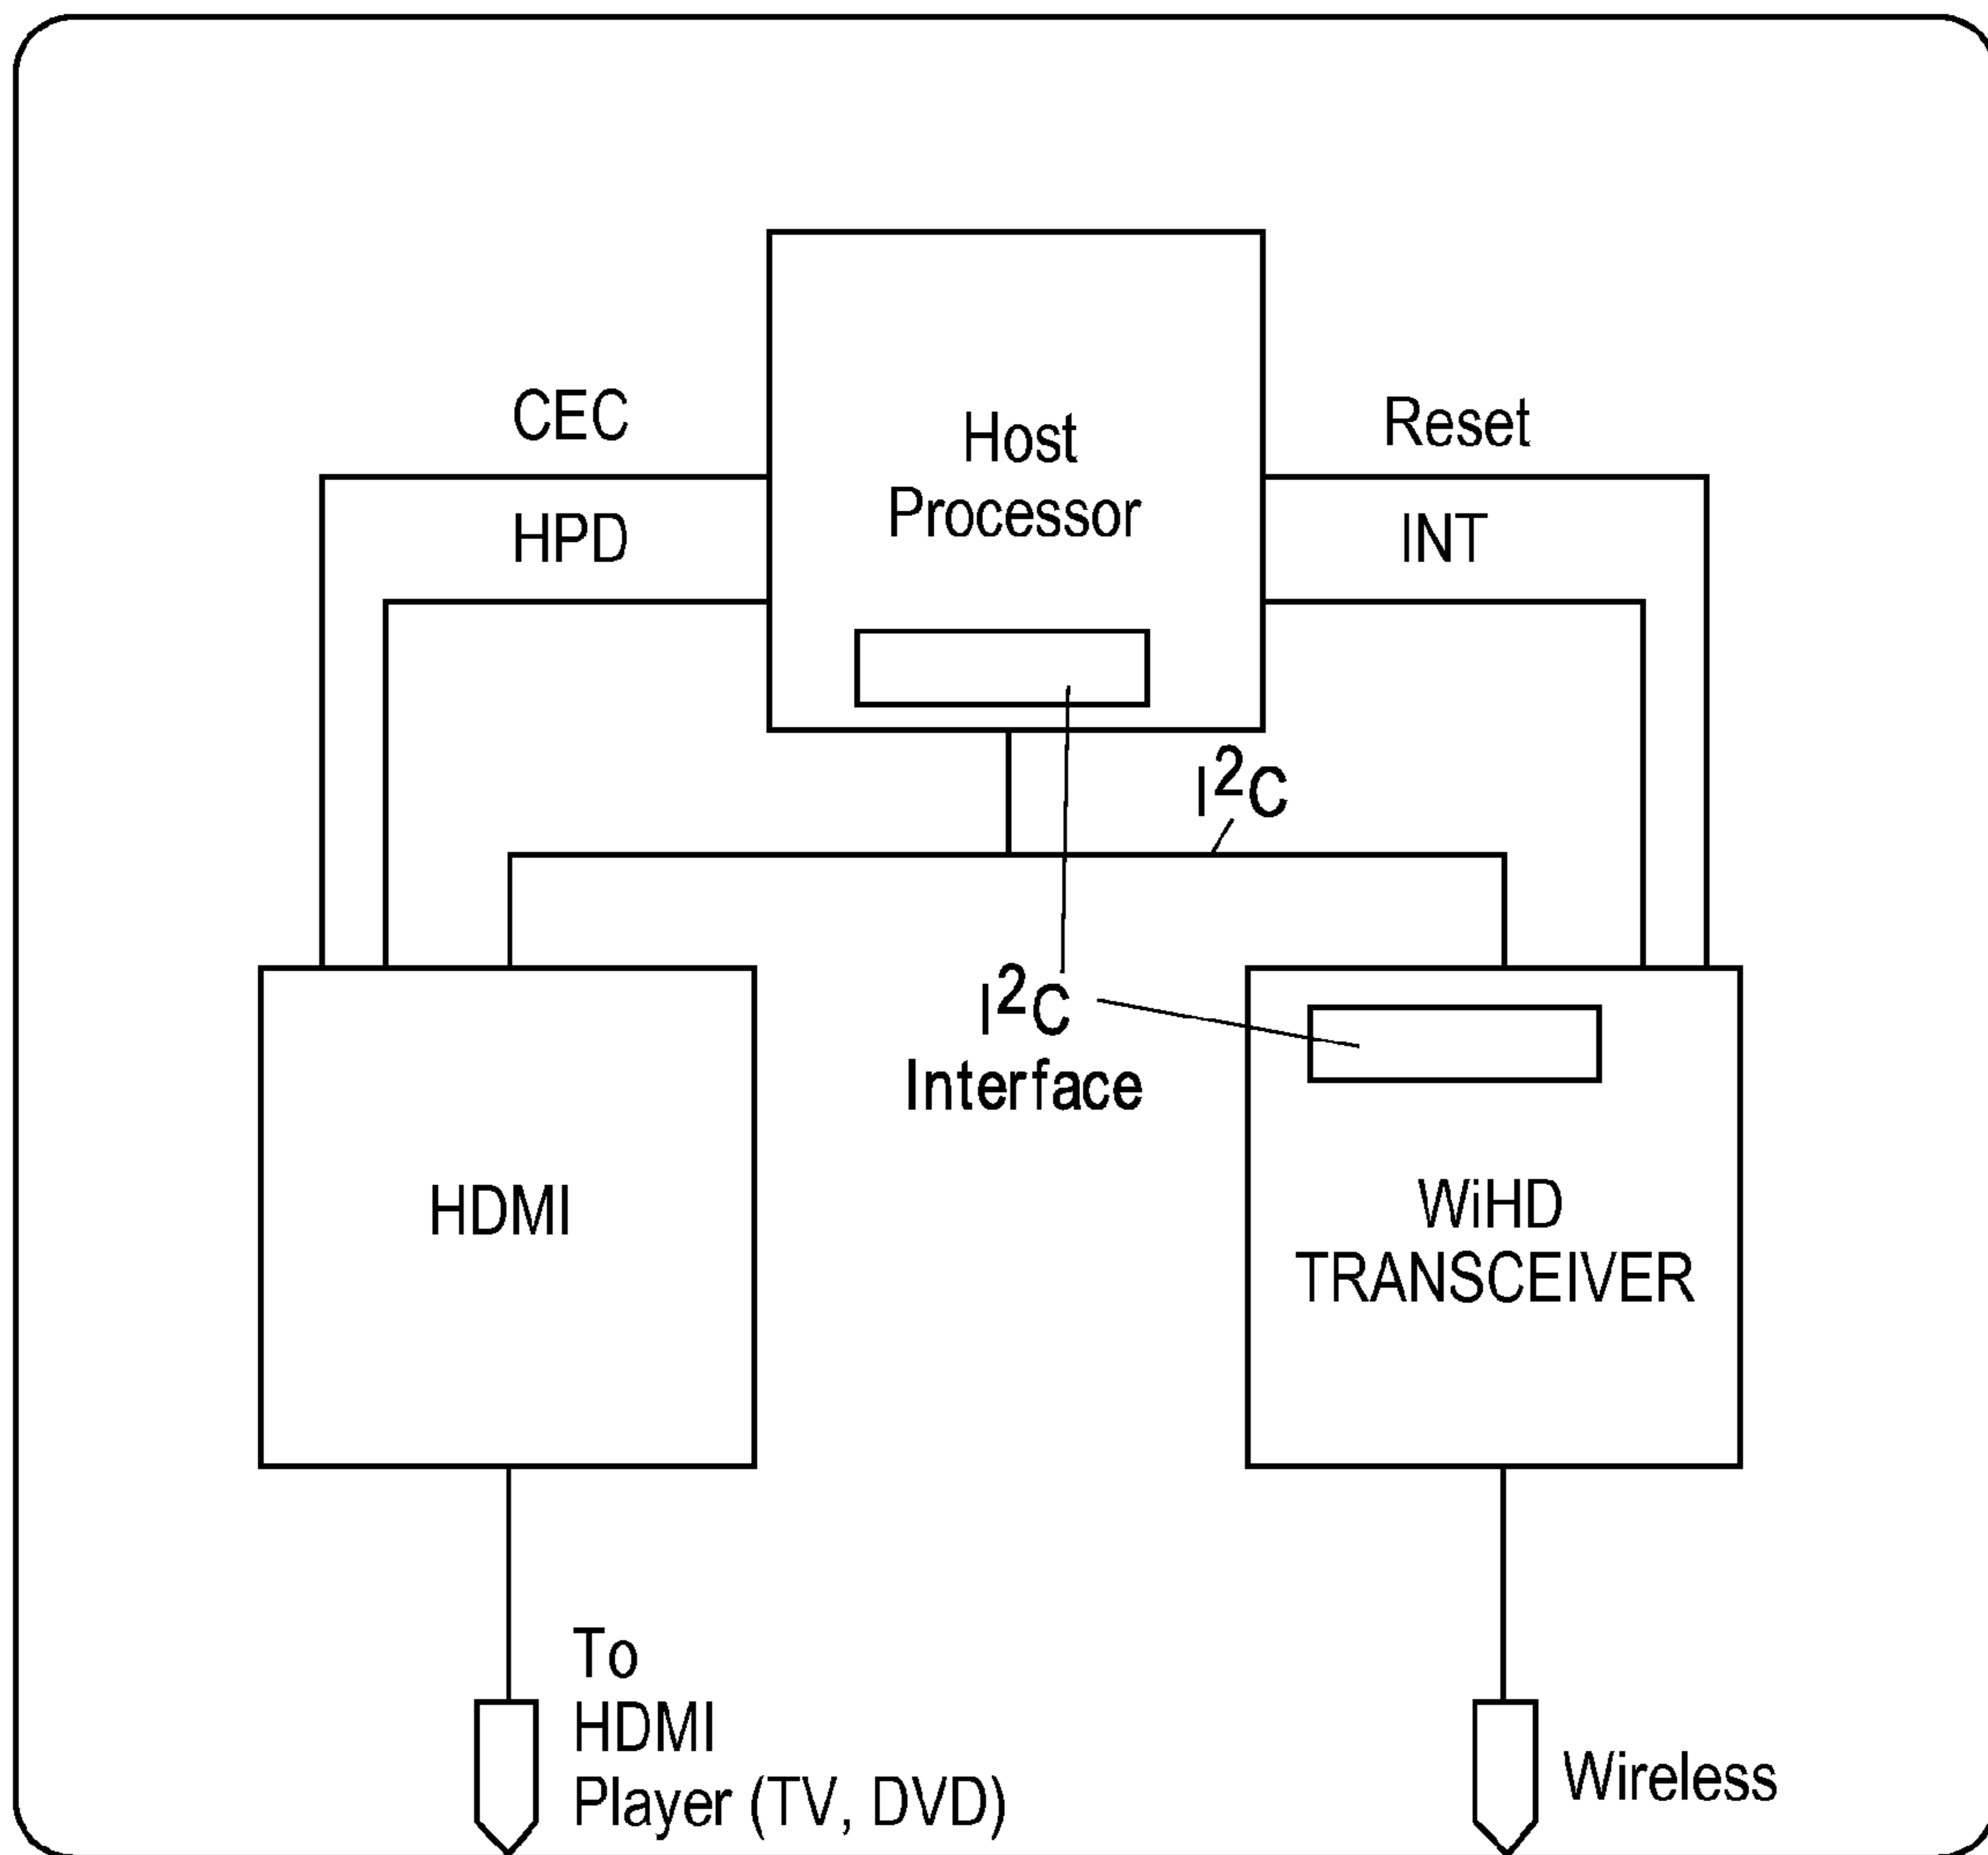 CEC
HPD
Host
Processor
Reset
INT
I²C
I²C
Interface
HDMI
WiHD
TRANSCEIVER
To
HDMI
Player (TV, DVD)
Wireless